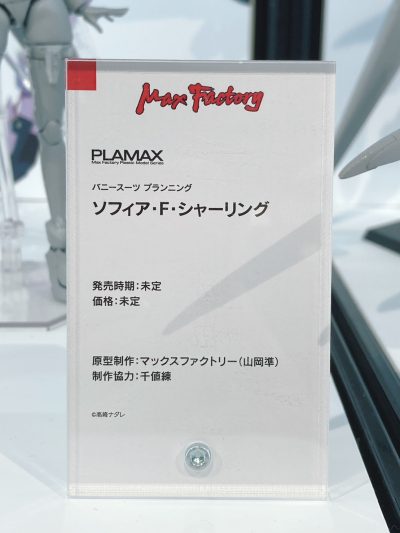 Max Factory
PLAMAX
Max Factory Plastic Model Series
バニースーツ プランニング
ソフィア・F・シャーリング
発売時期：未定
価格：未定
原型制作：マックスファクトリー（山岡準）
制作協力：千値練
©高崎ナダレ